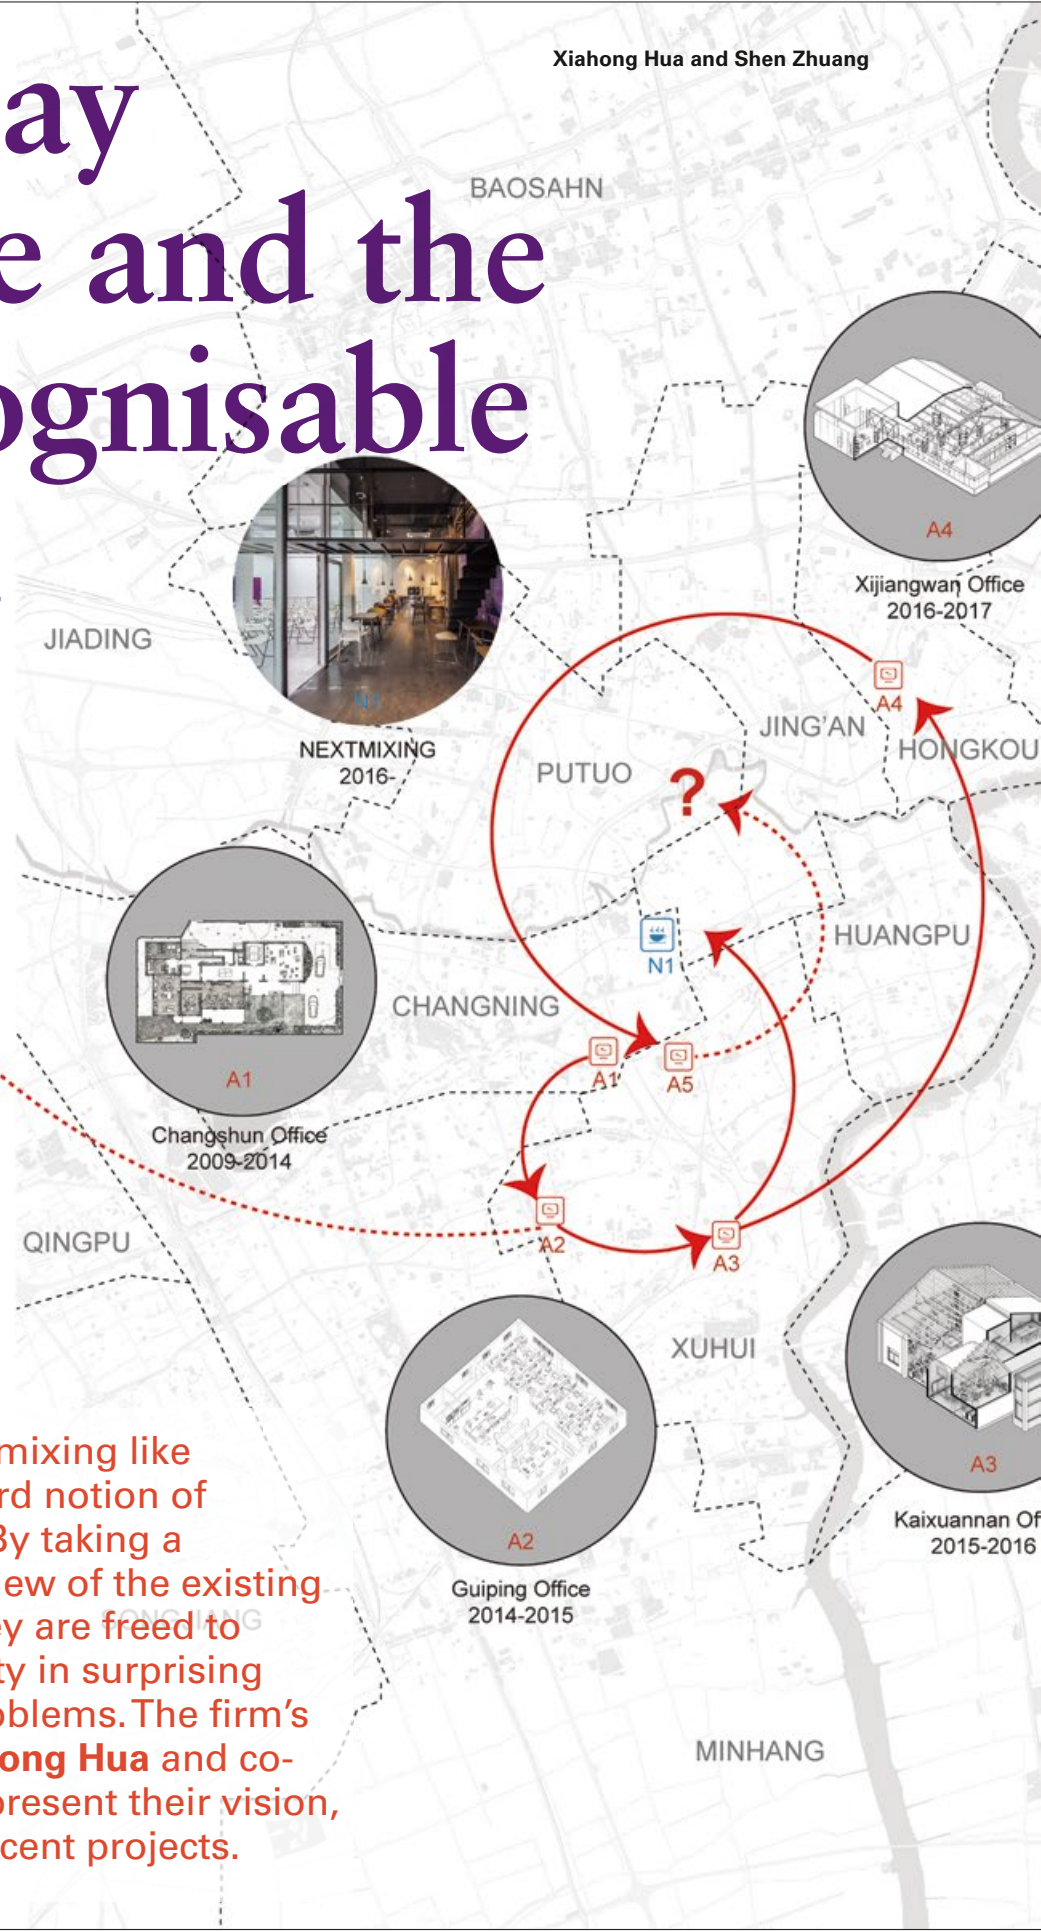 Xiahong Hua and Shen Zhuang
ay
e and the
ognisable
BAOSAHN
A4
Xijiangwan Office
2016-2017
JIADING
N1
NEXTMIXING
2016-
A4
JING'AN
HONGKOU
PUTUO
?
HUANGPU
N1
CHANGNING
A1
A5
A1
Changshun Office
2009-2014
QINGPU
A2
A3
XUHUI
A3
Kaixuannan Of
2015-2016
A2
Guiping Office
2014-2015
SONGJIANG
MINHANG
mixing like
rd notion of
By taking a
ew of the existing
ey are freed to
ty in surprising
oblems. The firm's
ong Hua and co-
present their vision,
cent projects.